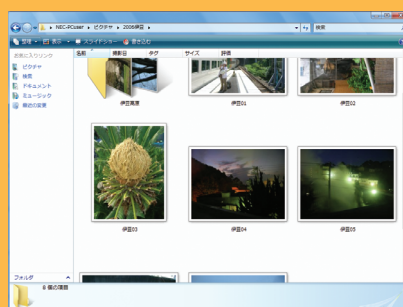 NEC-PCuser ▸ ピクチャ ▸ 2006伊豆 ▸
検索
整理 表示 スライドショー 書き込む
お気に入りリンク
ピクチャ
検索
ドキュメント
ミュージック
最近の変更
フォルダ
名前 撮影日 タグ サイズ 評価
伊豆高原 伊豆01 伊豆02
伊豆03 伊豆04 伊豆05
8 個の項目